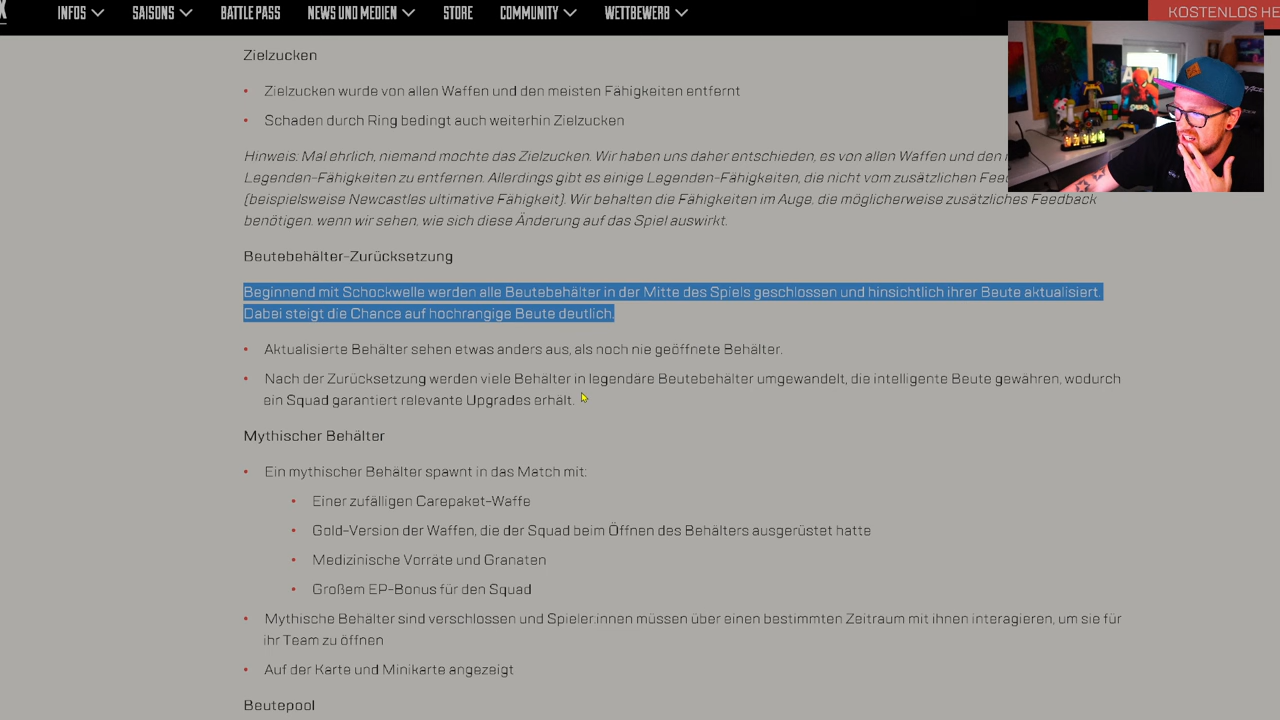 INFOS
SAISONS
BATTLE PASS
NEWS UND MEDIEN
STORE
COMMUNITY
WETTBEWERB
KOSTENLOS HE
Zielzucken
• Zielzucken wurde von allen Waffen und den meisten Fähigkeiten entfernt
• Schaden durch Ring bedingt auch weiterhin Zielzucken
Hinweis: Mal ehrlich, niemand mochte das Zielzucken. Wir haben uns daher entschieden, es von allen Waffen und den
Legenden-Fähigkeiten zu entfernen. Allerdings gibt es einige Legenden-Fähigkeiten, die nicht vom zusätzlichen Feed
(beispielsweise Newcastles ultimative Fähigkeit). Wir behalten die Fähigkeiten im Auge, die möglicherweise zusätzliches Feedback
benötigen, wenn wir sehen, wie sich diese Änderung auf das Spiel auswirkt.
Beutebehälter-Zurücksetzung
Beginnend mit Schockwelle werden alle Beutebehälter in der Mitte des Spiels geschlossen und hinsichtlich ihrer Beute aktualisiert.
Dabei steigt die Chance auf hochrangige Beute deutlich.
• Aktualisierte Behälter sehen etwas anders aus, als noch nie geöffnete Behälter.
• Nach der Zurücksetzung werden viele Behälter in legendäre Beutebehälter umgewandelt, die intelligente Beute gewähren, wodurch
ein Squad garantiert relevante Upgrades erhält.
Mythischer Behälter
• Ein mythischer Behälter spawnt in das Match mit:
• Einer zufälligen Carepaket-Waffe
• Gold-Version der Waffen, die der Squad beim Öffnen des Behälters ausgerüstet hatte
• Medizinische Vorräte und Granaten
• Großem EP-Bonus für den Squad
• Mythische Behälter sind verschlossen und Spieler:innen müssen über einen bestimmten Zeitraum mit ihnen interagieren, um sie für
ihr Team zu öffnen
• Auf der Karte und Minikarte angezeigt
Beutepool